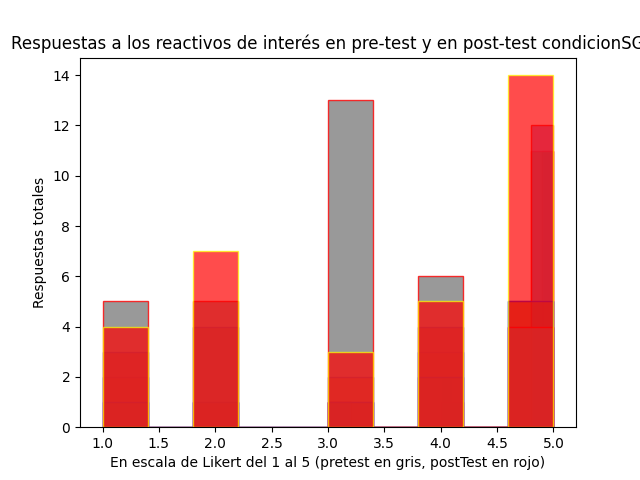 Respuestas a los reactivos de interés en pre-test y en post-test condicionSG
14
12
10
8
6
4
2
0
Respuestas totales
1.0 1.5 2.0 2.5 3.0 3.5 4.0 4.5 5.0
En escala de Likert del 1 al 5 (pretest en gris, postTest en rojo)